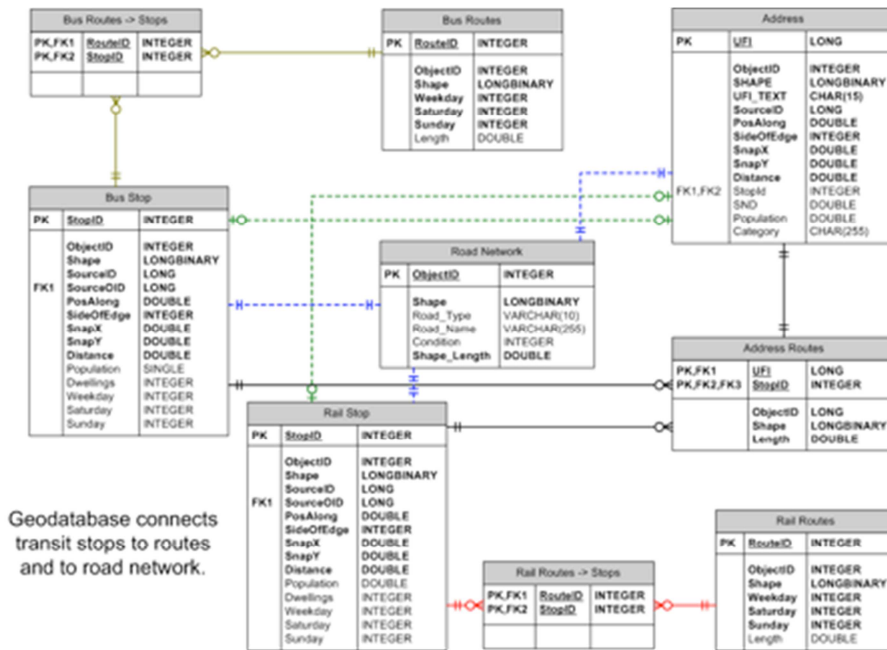 Bus Routes -> Stops
PK,FK1 RouteID INTEGER
PK,FK2 StopID INTEGER
Bus Routes
PK RouteID INTEGER
ObjectID INTEGER
Shape LONGBINARY
Weekday INTEGER
Saturday INTEGER
Sunday INTEGER
Length DOUBLE
Address
PK UFI LONG
ObjectID INTEGER
SHAPE LONGBINARY
UFI_TEXT CHAR(15)
SourceID LONG
PosAlong DOUBLE
SideOfEdge INTEGER
SnapX DOUBLE
SnapY DOUBLE
Distance DOUBLE
FK1,FK2 StopId INTEGER
SND DOUBLE
Population DOUBLE
Category CHAR(255)
Bus Stop
PK StopID INTEGER
ObjectID INTEGER
Shape LONGBINARY
SourceID LONG
FK1 SourceOID LONG
PosAlong DOUBLE
SideOfEdge INTEGER
SnapX DOUBLE
SnapY DOUBLE
Distance DOUBLE
Population SINGLE
Dwellings INTEGER
Weekday INTEGER
Saturday INTEGER
Sunday INTEGER
Road Network
PK ObjectID INTEGER
Shape LONGBINARY
Road_Type VARCHAR(10)
Road_Name VARCHAR(255)
Condition INTEGER
Shape_Length DOUBLE
Address Routes
PK,FK1 UFI LONG
PK,FK2,FK3 StopID INTEGER
ObjectID LONG
Shape LONGBINARY
Length DOUBLE
Rail Stop
PK StopID INTEGER
ObjectID INTEGER
Shape LONGBINARY
SourceID LONG
FK1 SourceOID LONG
PosAlong DOUBLE
SideOfEdge INTEGER
SnapX DOUBLE
SnapY DOUBLE
Distance DOUBLE
Population DOUBLE
Dwellings INTEGER
Weekday INTEGER
Saturday INTEGER
Sunday INTEGER
Geodatabase connects
transit stops to routes
and to road network.
Rail Routes -> Stops
PK,FK1 RouteID INTEGER
PK,FK2 StopID INTEGER
Rail Routes
PK RouteID INTEGER
ObjectID INTEGER
Shape LONGBINARY
Weekday INTEGER
Saturday INTEGER
Sunday INTEGER
Length DOUBLE